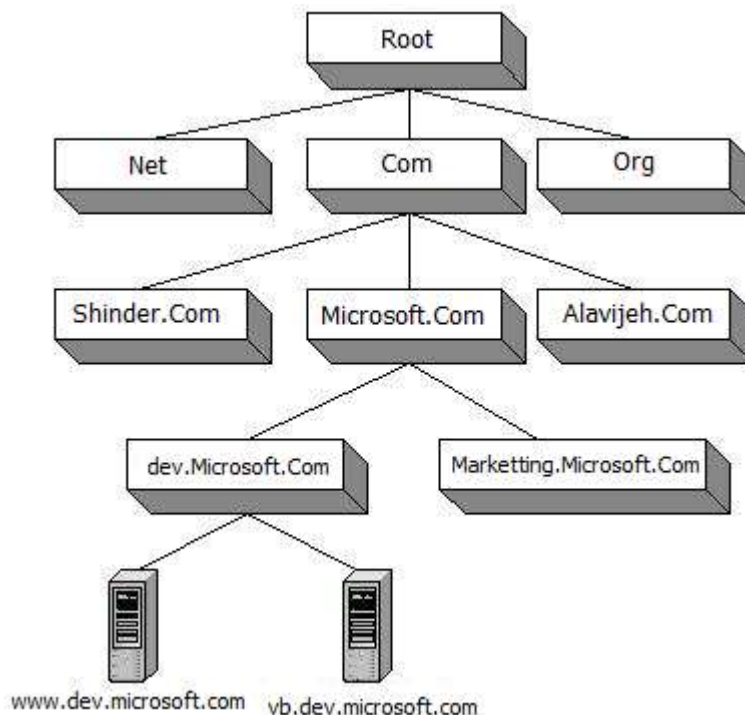 Root
Net
Com
Org
Shinder.Com
Microsoft.Com
Alavijeh.Com
dev.Microsoft.Com
Marketting.Microsoft.Com
www.dev.microsoft.com
vb.dev.microsoft.com